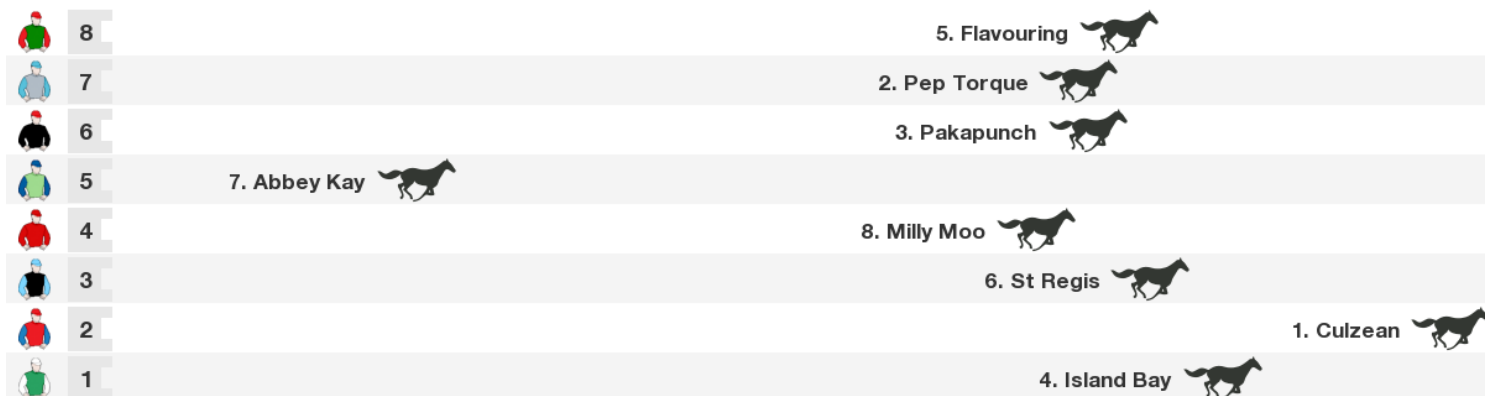 8 5. Flavouring
7 2. Pep Torque
6 3. Pakapunch
5 7. Abbey Kay
4 8. Milly Moo
3 6. St Regis
2 1. Culzean
1 4. Island Bay